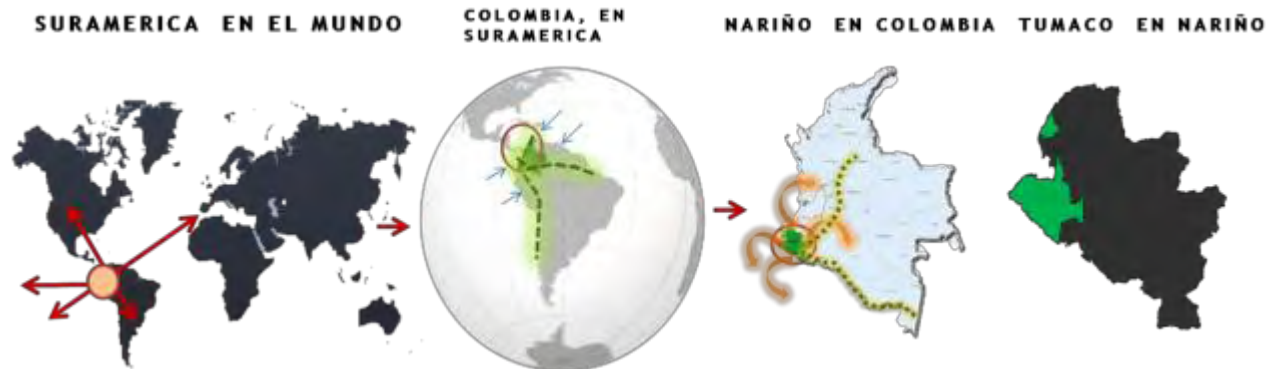 SURAMERICA EN EL MUNDO
COLOMBIA, EN
SURAMERICA
NARIÑO EN COLOMBIA
TUMACO EN NARIÑO